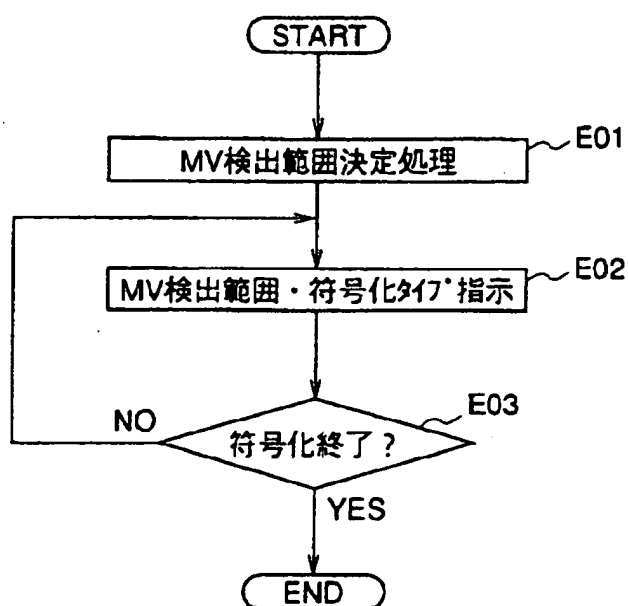 START
MV検出範囲決定処理
E01
MV検出範囲・符号化ﾀｲﾌﾟ指示
E02
符号化終了?
E03
NO
YES
END